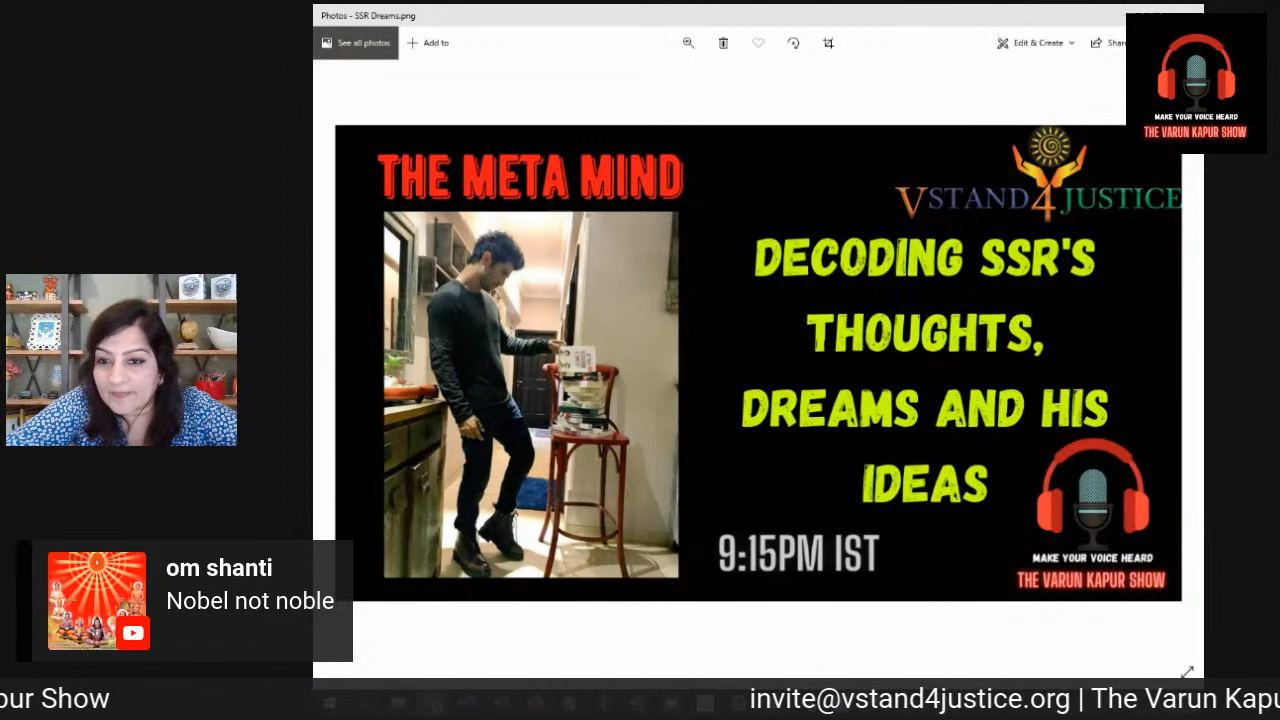 Photos - SSR Dreams.png
See all photos
Add to
Edit & Create
MAKE YOUR VOICE HEARD
THE VARUN KAPUR SHOW
THE META MIND
VSTAND4JUSTICE
DECODING SSR'S
THOUGHTS,
DREAMS AND HIS
IDEAS
9:15PM IST
MAKE YOUR VOICE HEARD
THE VARUN KAPUR SHOW
om shanti
Nobel not noble
pur Show
invite@vstand4justice.org | The Varun Kapu